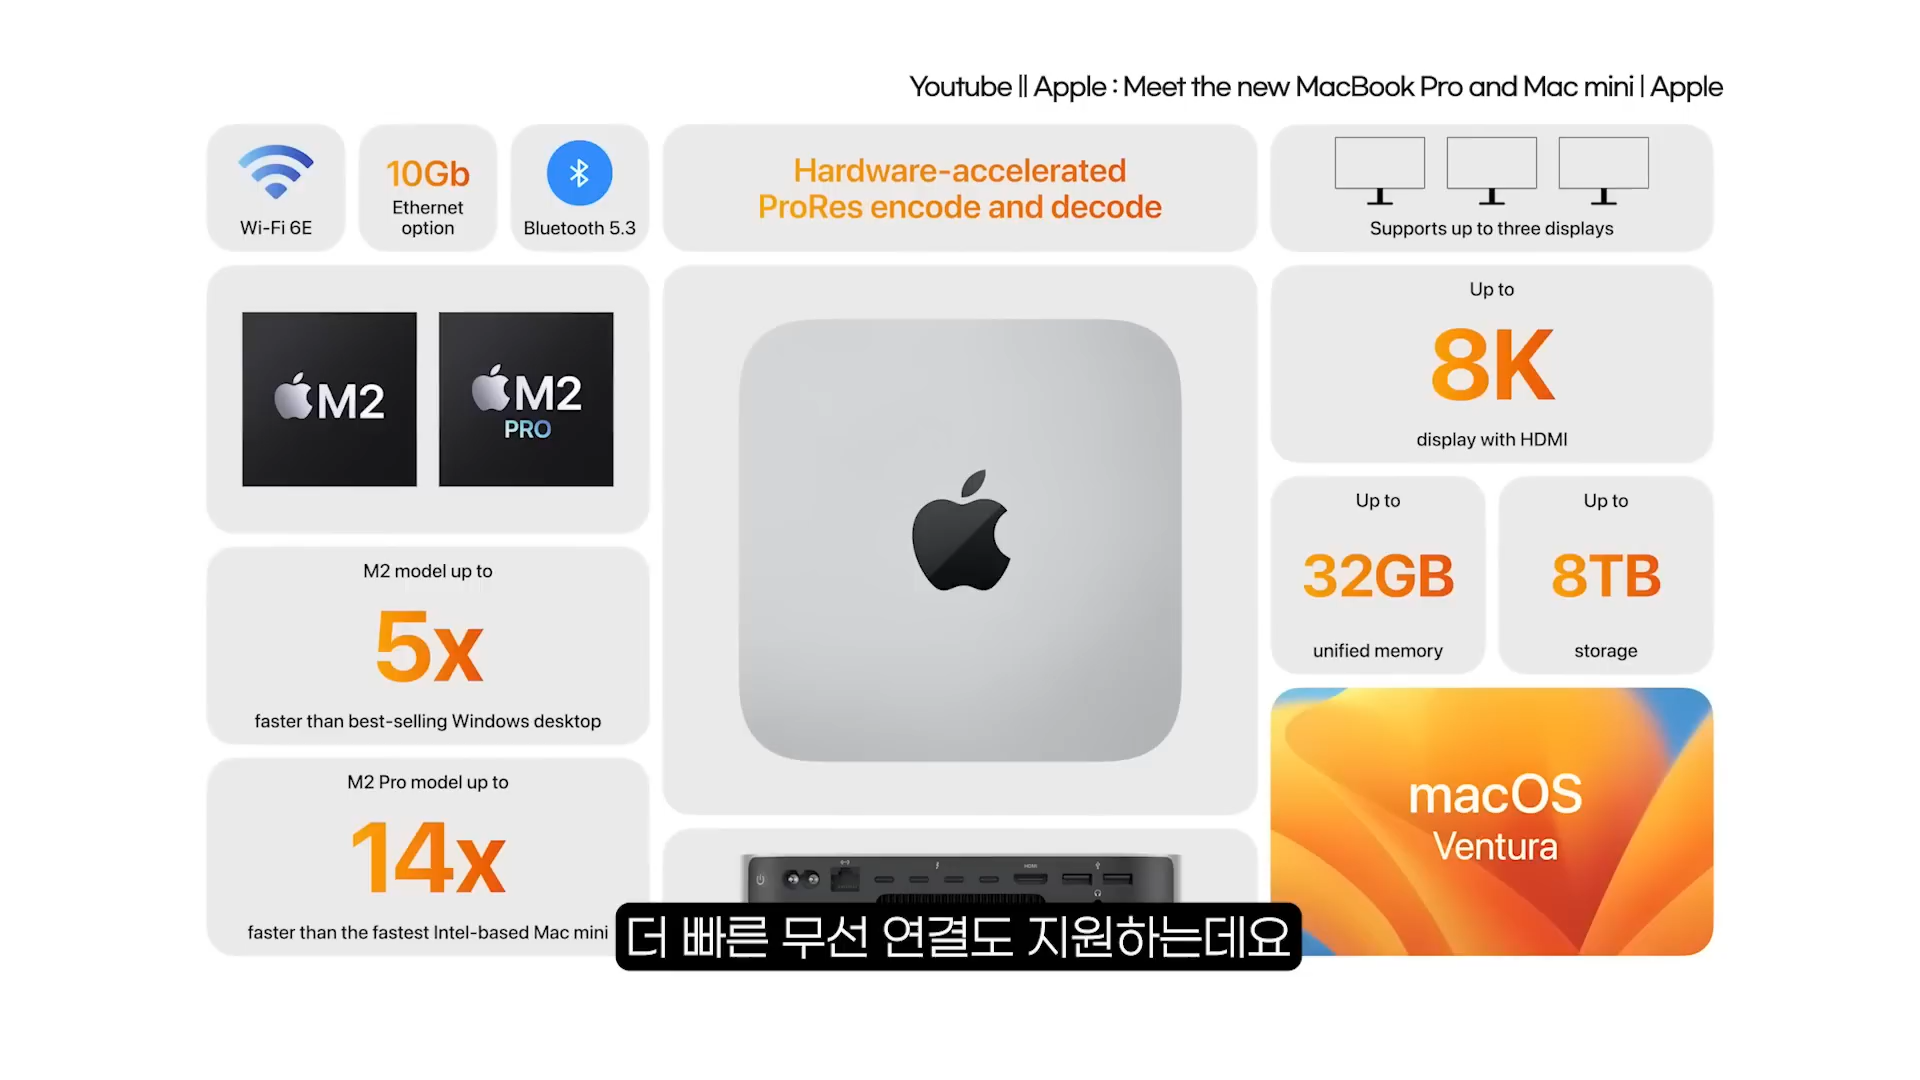 Youtube || Apple : Meet the new MacBook Pro and Mac mini | Apple
Wi-Fi 6E
10Gb
Ethernet
option
Bluetooth 5.3
Hardware-accelerated
ProRes encode and decode
Supports up to three displays
M2
M2
PRO
Up to
8K
display with HDMI
M2 model up to
5x
faster than best-selling Windows desktop
Up to
32GB
unified memory
Up to
8TB
storage
M2 Pro model up to
14x
faster than the fastest Intel-based Mac mini
HDMI
macOS
Ventura
더 빠른 무선 연결도 지원하는데요